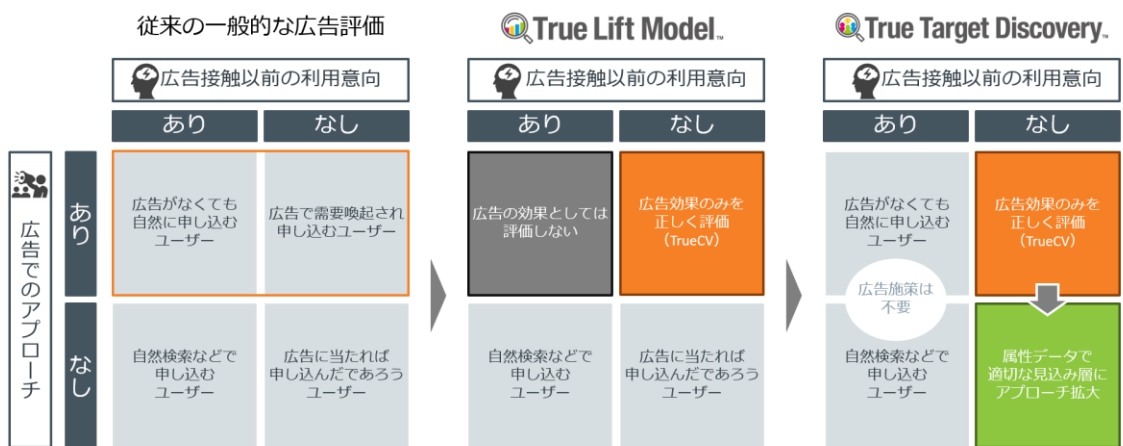 従来の一般的な広告評価
広告接触以前の利用意向
あり
なし
広告でのアプローチ
あり
広告がなくても
自然に申し込む
ユーザー
広告で需要喚起され
申し込むユーザー
なし
自然検索などで
申し込む
ユーザー
広告に当たれば
申し込んだであろう
ユーザー
True Lift Model™
広告接触以前の利用意向
あり
なし
広告の効果としては
評価しない
広告効果のみを
正しく評価
（TrueCV）
自然検索などで
申し込む
ユーザー
広告に当たれば
申し込んだであろう
ユーザー
True Target Discovery™
広告接触以前の利用意向
あり
なし
広告がなくても
自然に申し込む
ユーザー
広告効果のみを
正しく評価
（TrueCV）
広告施策は
不要
自然検索などで
申し込む
ユーザー
属性データで
適切な見込み層に
アプローチ拡大